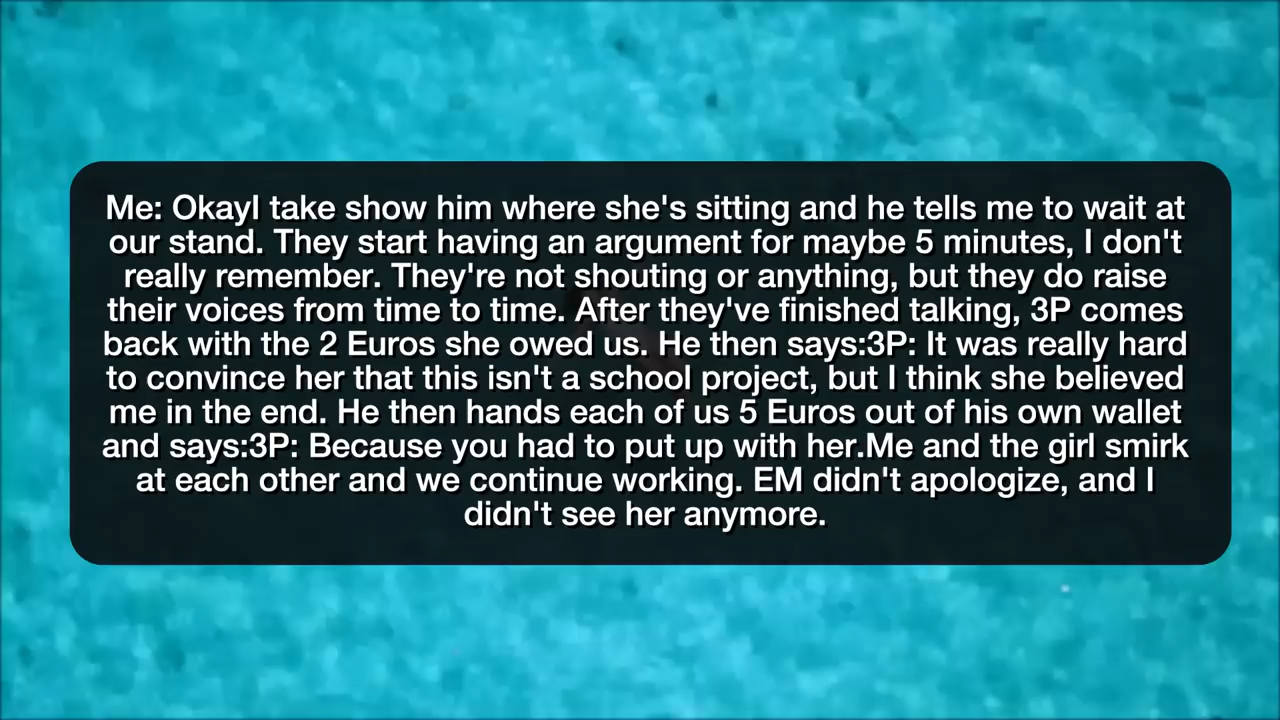 Me: OkayI take show him where she's sitting and he tells me to wait at
our stand. They start having an argument for maybe 5 minutes, I don't
really remember. They're not shouting or anything, but they do raise
their voices from time to time. After they've finished talking, 3P comes
back with the 2 Euros she owed us. He then says:3P: It was really hard
to convince her that this isn't a school project, but I think she believed
me in the end. He then hands each of us 5 Euros out of his own wallet
and says:3P: Because you had to put up with her.Me and the girl smirk
at each other and we continue working. EM didn't apologize, and I
didn't see her anymore.